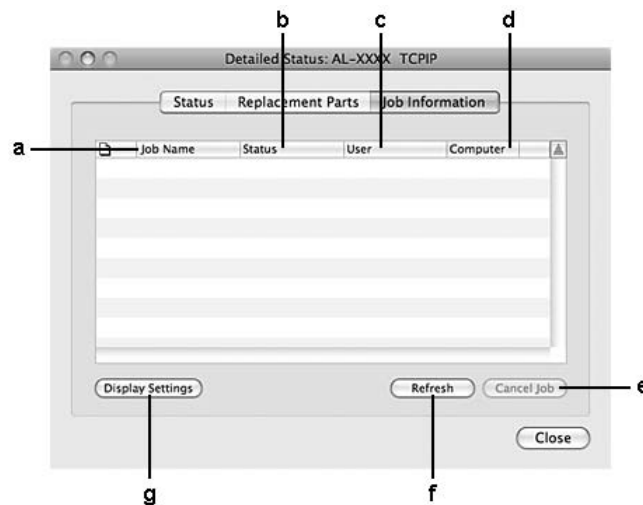 b c d
Detailed Status: AL-XXXX TCPIP
Status Replacement Parts Job Information
a Job Name Status User Computer
Display Settings Refresh Cancel Job e
Close
g f